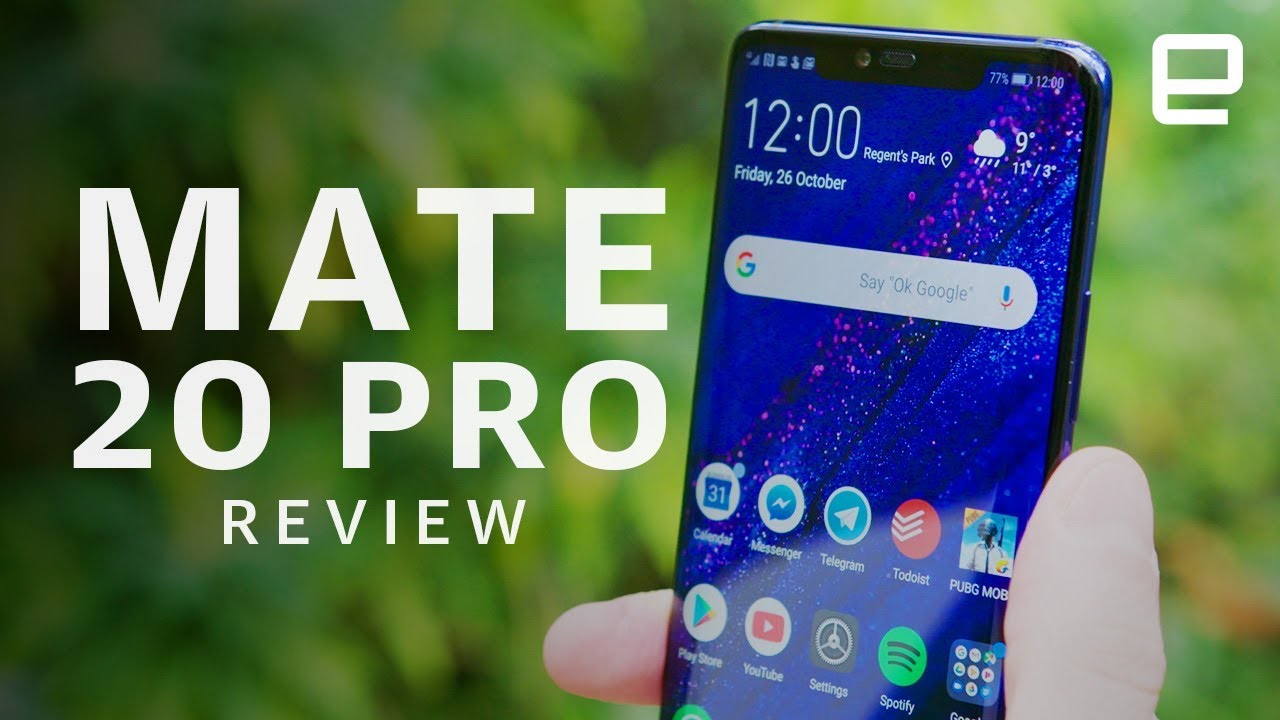 MATE
20 PRO
REVIEW
77% 12:00
12:00
Regent's Park
9°
11° / 3°
Friday, 26 October
Say "Ok Google"
31
Calendar
Messenger
Telegram
Todoist
PUBG MOB
Play Store
YouTube
Settings
Spotify